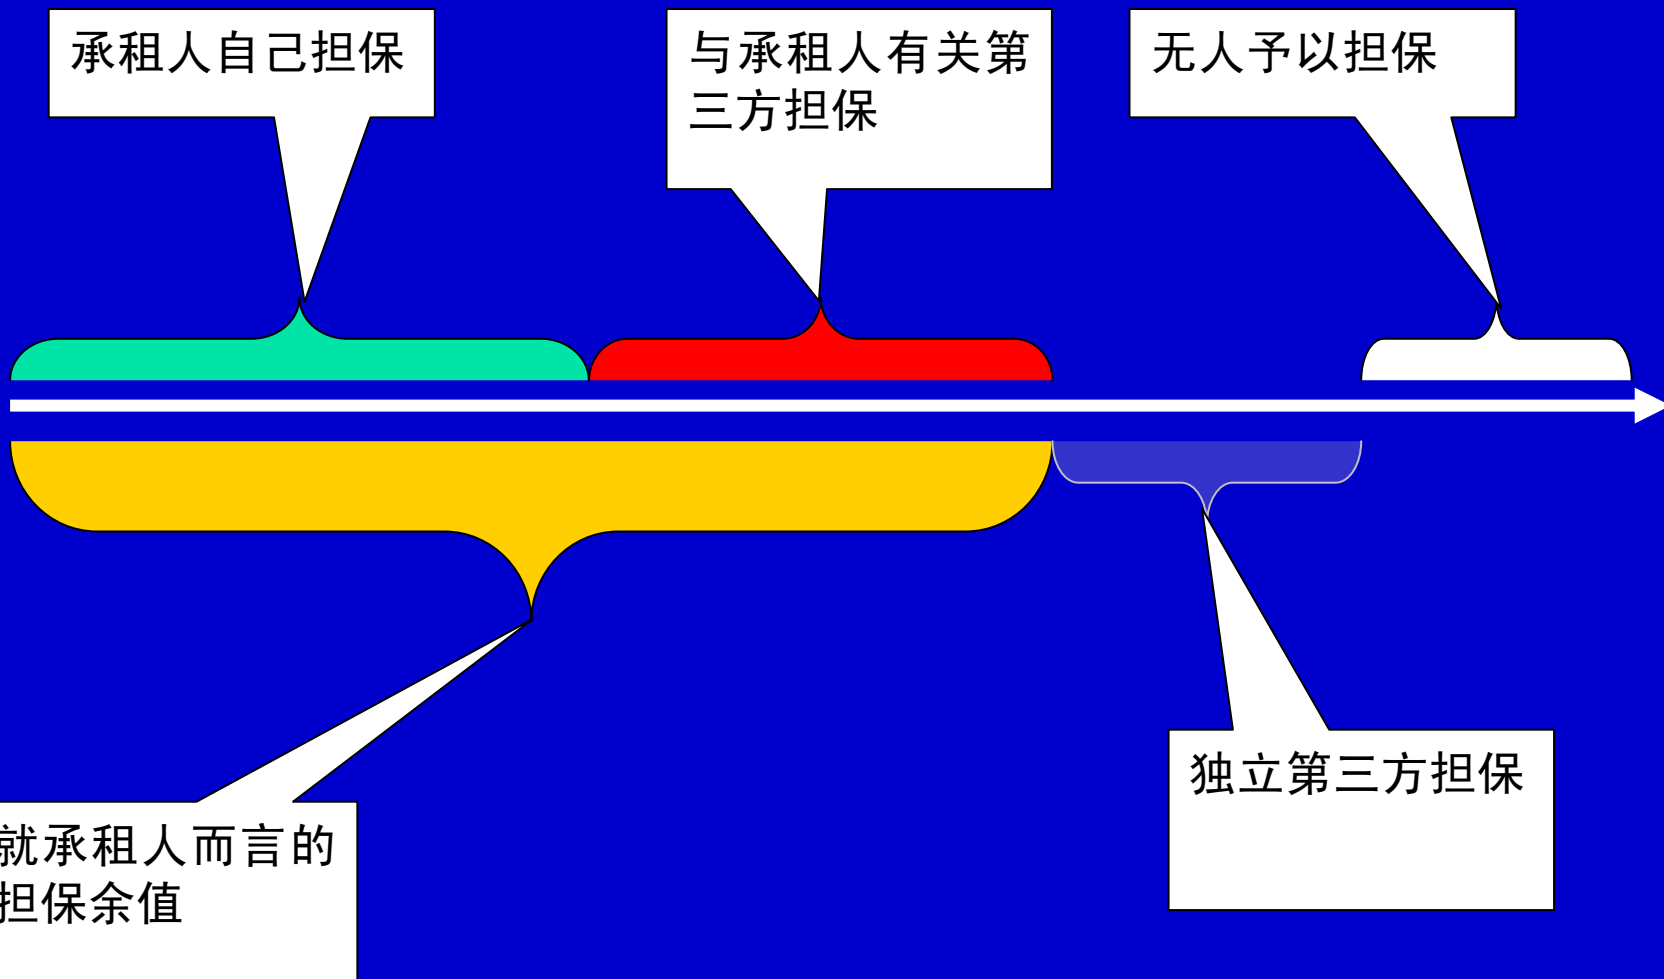 承租人自己担保
与承租人有关第
三方担保
无人予以担保
独立第三方担保
就承租人而言的
担保余值